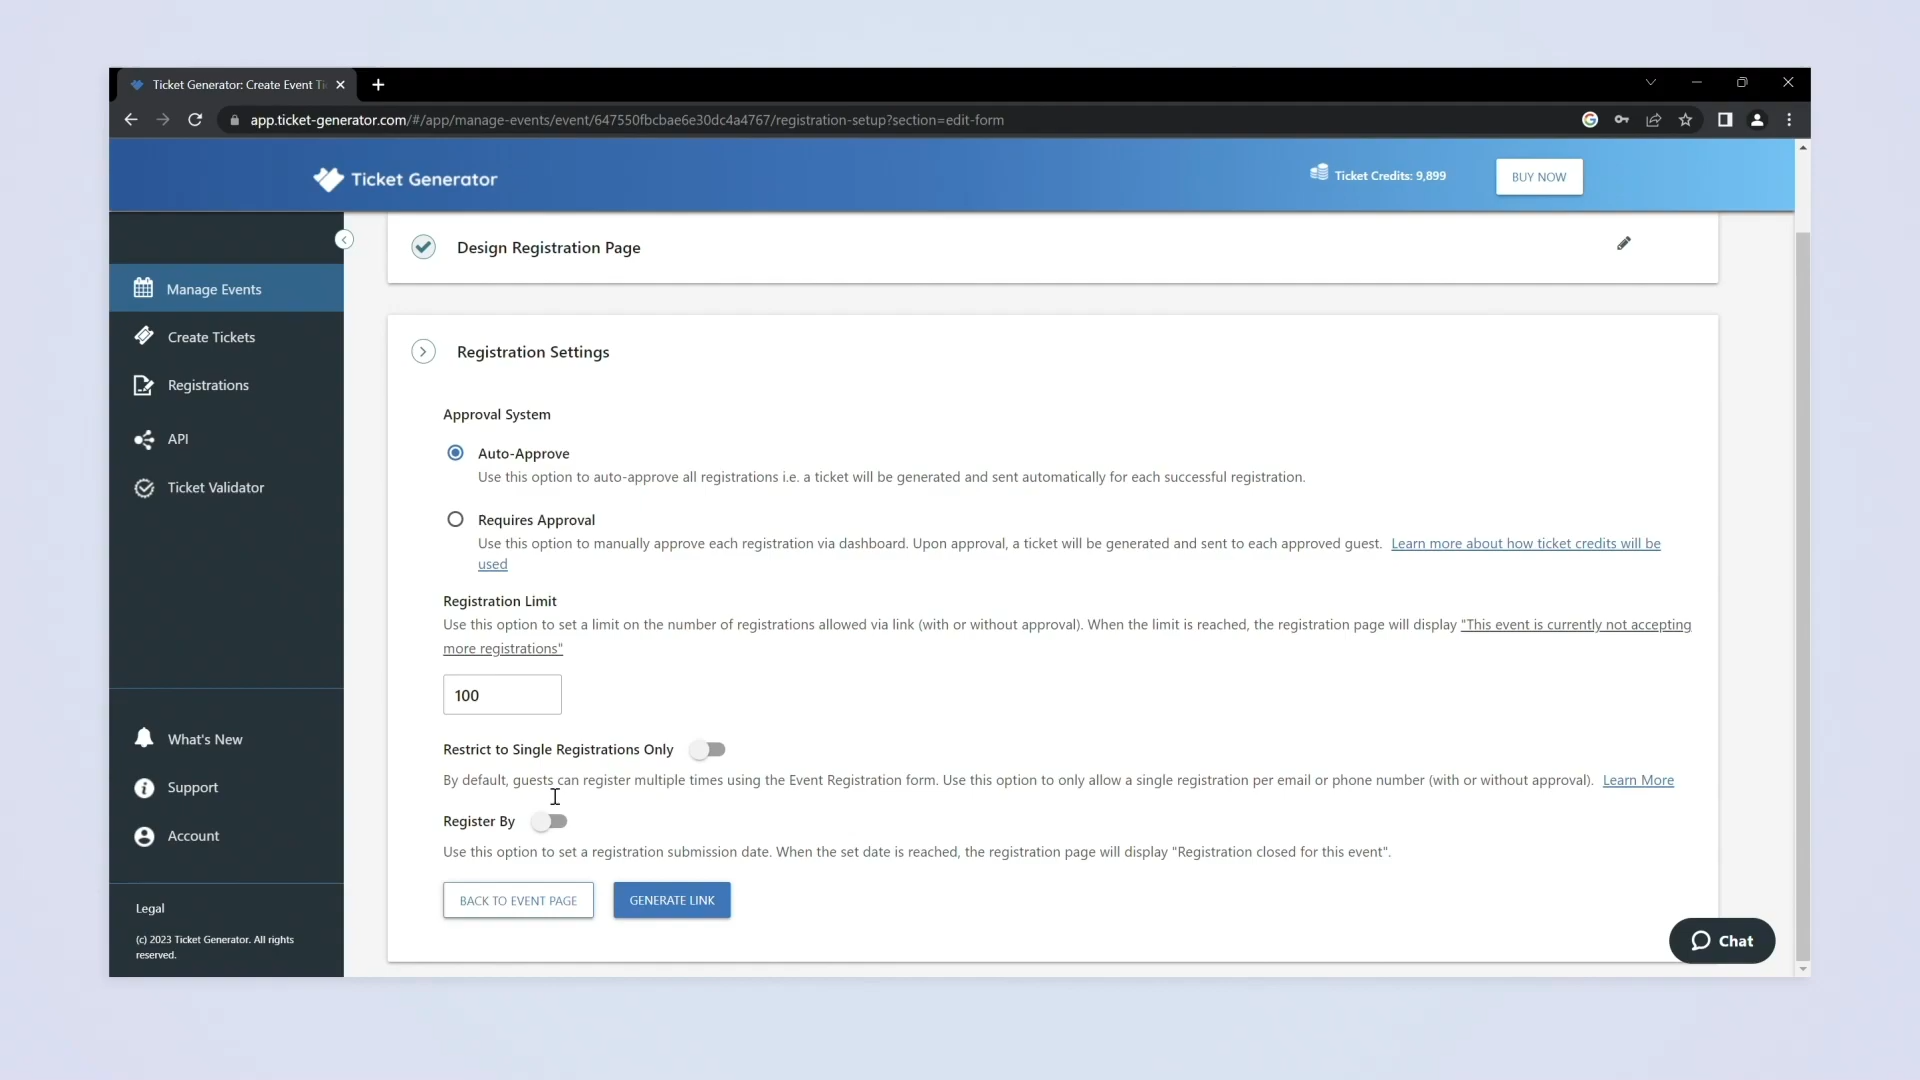 Ticket Generator: Create Event Ti
app.ticket-generator.com/#/app/manage-events/event/647550fbcbae6e30dc4a4767/registration-setup?section=edit-form
Ticket Generator
Ticket Credits: 9,899
BUY NOW
Manage Events
Create Tickets
Registrations
API
Ticket Validator
What's New
Support
Account
Legal
(c) 2023 Ticket Generator. All rights
reserved.
Design Registration Page
Registration Settings
Approval System
Auto-Approve
Use this option to auto-approve all registrations i.e. a ticket will be generated and sent automatically for each successful registration.
Requires Approval
Use this option to manually approve each registration via dashboard. Upon approval, a ticket will be generated and sent to each approved guest. Learn more about how ticket credits will be
used
Registration Limit
Use this option to set a limit on the number of registrations allowed via link (with or without approval). When the limit is reached, the registration page will display "This event is currently not accepting
more registrations"
100
Restrict to Single Registrations Only
By default, guests can register multiple times using the Event Registration form. Use this option to only allow a single registration per email or phone number (with or without approval). Learn More
Register By
Use this option to set a registration submission date. When the set date is reached, the registration page will display "Registration closed for this event".
BACK TO EVENT PAGE
GENERATE LINK
Chat